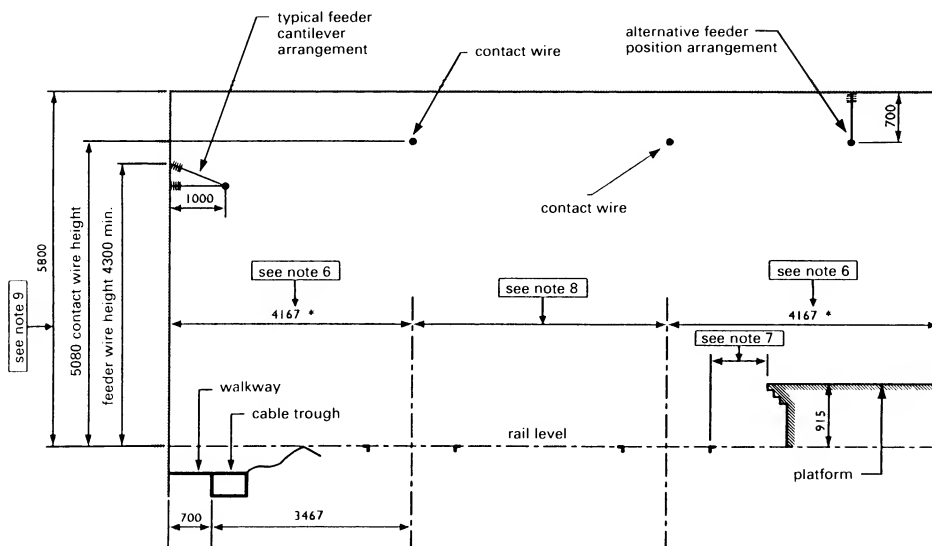 typical feeder
cantilever
arrangement
contact wire
alternative feeder
position arrangement
700
1000
contact wire
see note 9
5800
5080 contact wire height
feeder wire height 4300 min.
see note 6
see note 8
see note 6
4167 *
4167 *
see note 7
walkway
cable trough
rail level
915
platform
700
3467